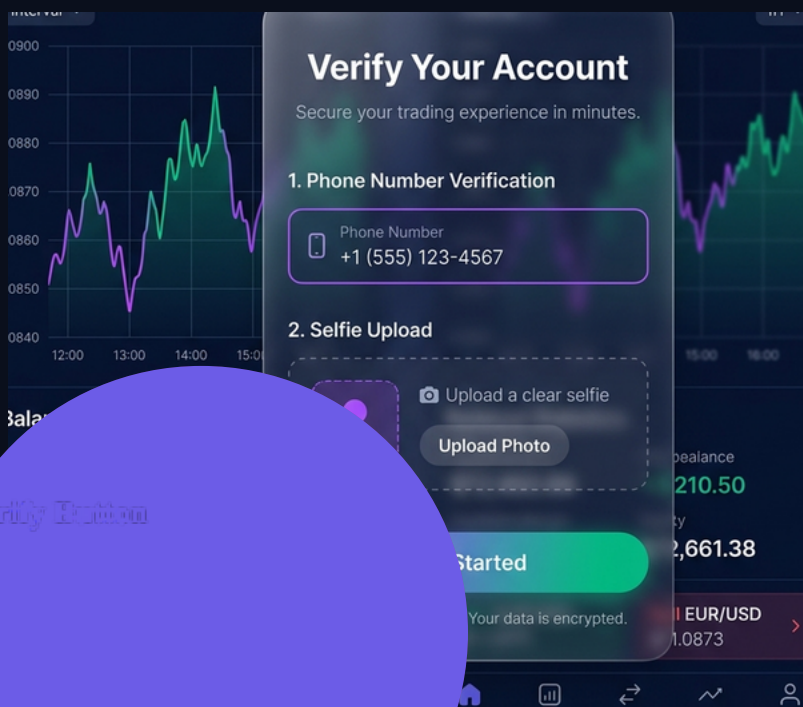 0900
0890
0880
0870
0860
0850
0840
12:00 13:00 14:00
Verify Your Account
Secure your trading experience in minutes.
1. Phone Number Verification
Phone Number
+1 (555) 123-4567
2. Selfie Upload
Upload a clear selfie
Upload Photo
Started
Your data is encrypted.
15:00 16:00
210.50
2,661.38
EUR/USD
1.0873
Button